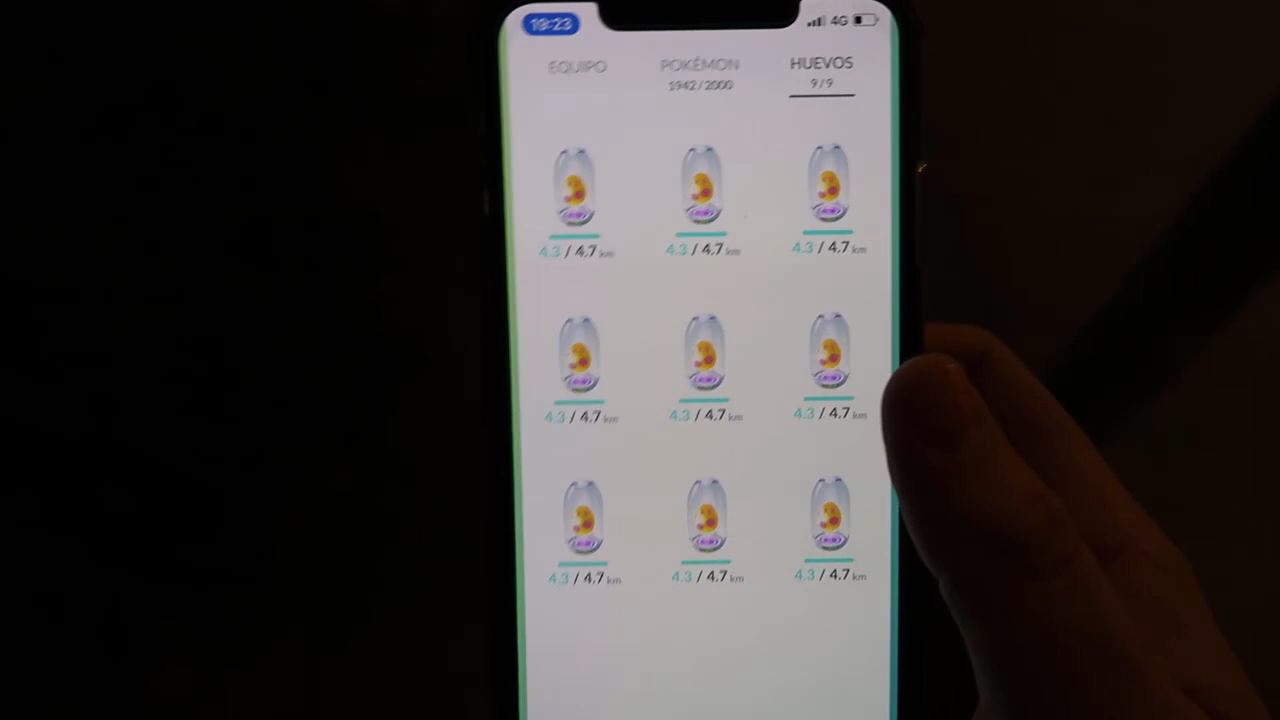 19:23 4G
EQUIPO POKÉMON HUEVOS
1942/2000 9/9
4.3 / 4.7 km 4.3 / 4.7 km 4.3 / 4.7 km
4.3 / 4.7 km 4.3 / 4.7 km 4.3 / 4.7 km
4.3 / 4.7 km 4.3 / 4.7 km 4.3 / 4.7 km